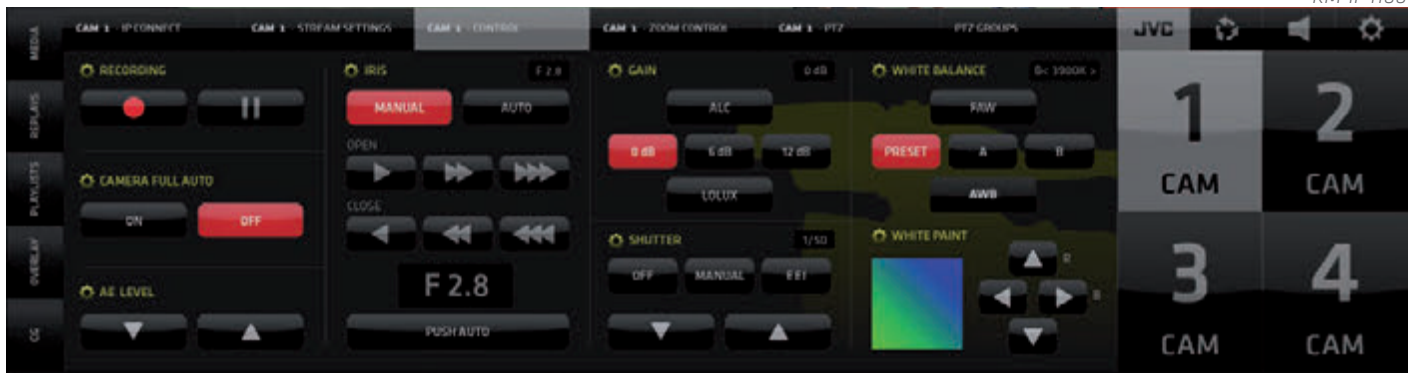 MEDIA
REPLAYS
PLAYLISTS
OVERLAY
CG
CAM 1 - IP CONNECT
CAM 1 - STREAM SETTINGS
CAM 1 - CONTROL
CAM 1 - ZOOM CONTROL
CAM 1 - PTZ
PTZ GROUPS
JVC
RECORDING
CAMERA FULL AUTO
ON
OFF
AE LEVEL
IRIS
F 2.8
MANUAL
AUTO
OPEN
CLOSE
F 2.8
PUSH AUTO
GAIN
0 dB
ALC
0 dB
6 dB
12 dB
LOLUX
SHUTTER
1/50
OFF
MANUAL
EEI
WHITE BALANCE
B< 3900K >
FAW
PRESET
A
B
AWB
WHITE PAINT
R
B
1
CAM
2
CAM
3
CAM
4
CAM